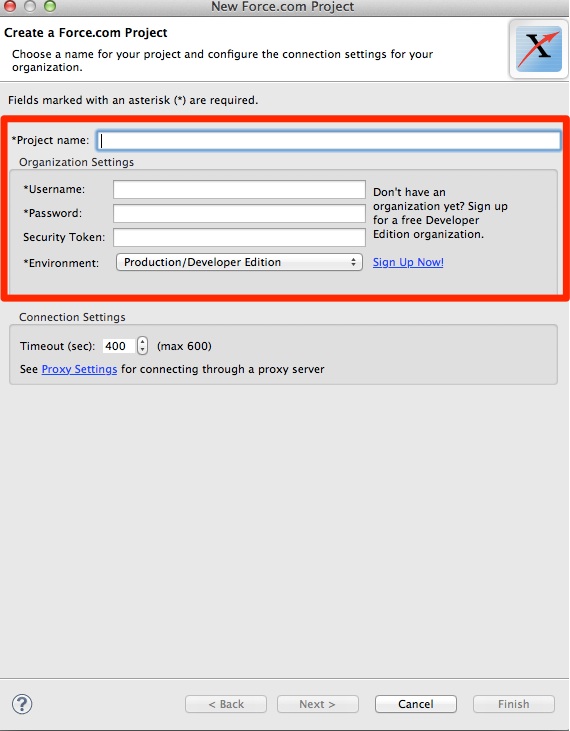 New Force.com Project
Create a Force.com Project
Choose a name for your project and configure the connection settings for your
organization.
X
Fields marked with an asterisk (*) are required.
*Project name:
Organization Settings
*Username:
*Password:
Security Token:
*Environment: Production/Developer Edition
Don't have an
organization yet? Sign up
for a free Developer
Edition organization.
Sign Up Now!
Connection Settings
Timeout (sec): 400 (max 600)
See Proxy Settings for connecting through a proxy server
? < Back Next > Cancel Finish